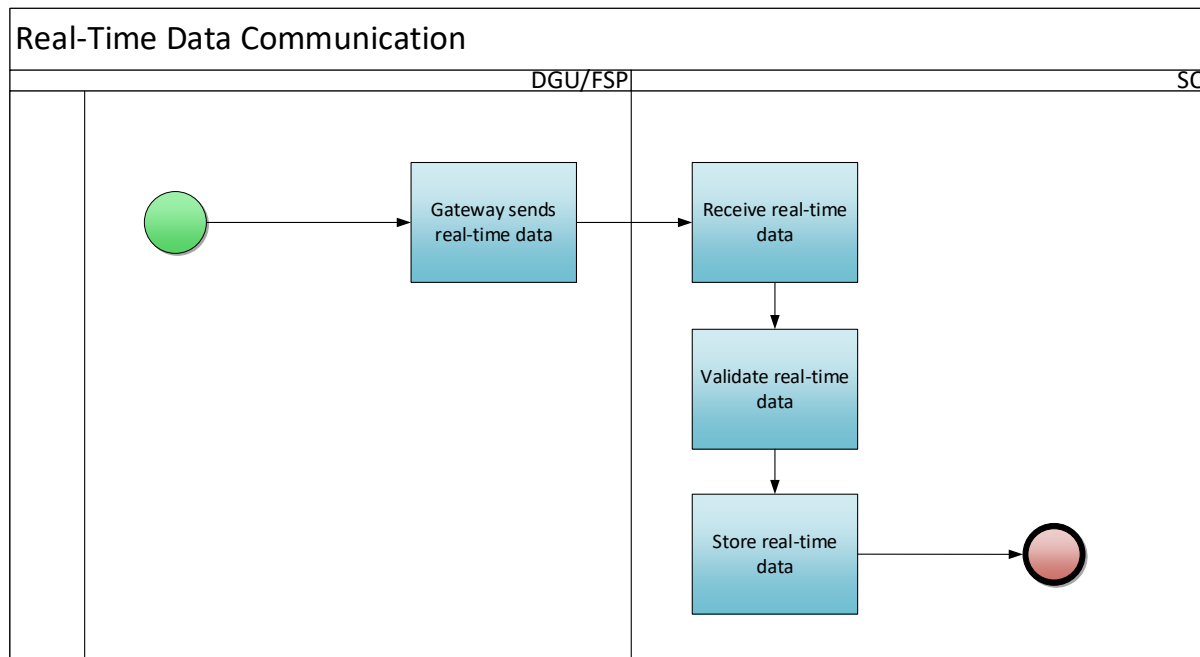 Real-Time Data Communication
DGU/FSP
Gateway sends
real-time data
Receive real-time
data
Validate real-time
data
Store real-time
data